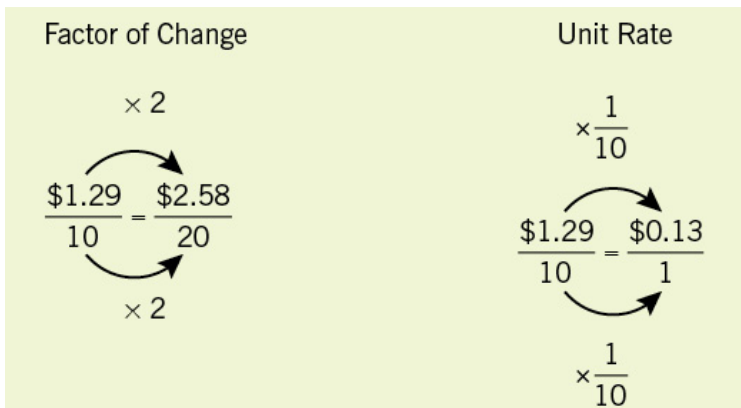 Factor of Change
× 2
$1.29 = $2.58
10 20
× 2
Unit Rate
× 1
10
$1.29 = $0.13
10 1
× 1
10